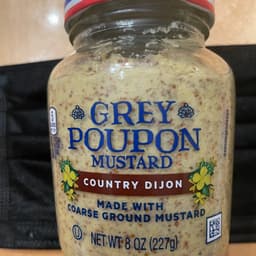 GREY
POUPON
MUSTARD
COUNTRY DIJON
MADE WITH
COARSE GROUND MUSTARD
NET WT 8 OZ (227g)